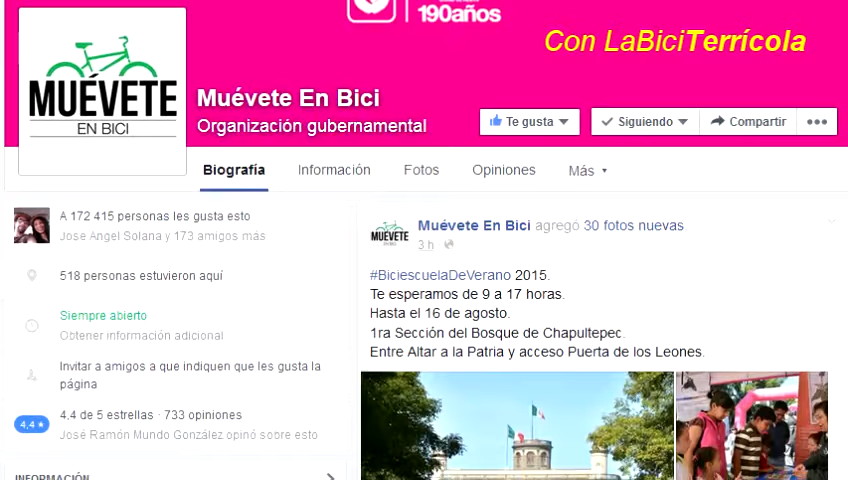 190años
Con LaBiciTerrícola
MUÉVETE
EN BICI
Muévete En Bici
Organización gubernamental
Te gusta
Siguiendo
Compartir
Biografía
Información
Fotos
Opiniones
Más
A 172 415 personas les gusta esto
Jose Angel Solana y 173 amigos más
518 personas estuvieron aquí
Siempre abierto
Obtener información adicional
Invitar a amigos a que indiquen que les gusta la
página
4,4
4,4 de 5 estrellas · 733 opiniones
José Ramón Mundo González opinó sobre esto
INFORMACIÓN
MUÉVETE
EN BICI
Muévete En Bici agregó 30 fotos nuevas
3 h
#BiciescuelaDeVerano 2015.
Te esperamos de 9 a 17 horas.
Hasta el 16 de agosto.
1ra Sección del Bosque de Chapultepec.
Entre Altar a la Patria y acceso Puerta de los Leones.